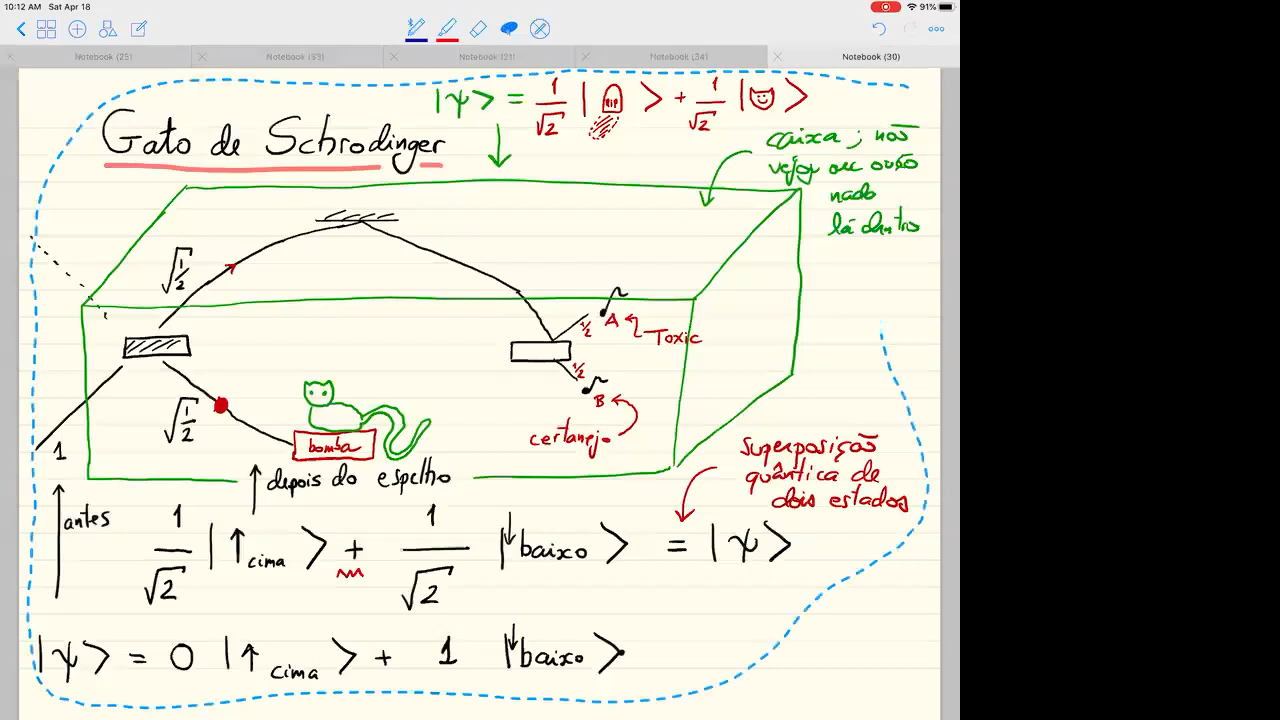 10:12 AM Sat Apr 18
91%
Notebook (25)
Notebook (93)
Notebook (21)
Notebook (34)
Notebook (30)
|ψ> = 1/√2 | RIP > + 1/√2 | >
Gato de Schrodinger
caixa; não
vejo ou ouço
nada
lá dentro
√1/2
1/2 A Toxic
1/2 B
certanejo
√1/2
bomba
1
depois do espelho
superposição
quântica de
dois estados
antes
1/√2 |↑cima> + 1/√2 |↓baixo> = |ψ>
|ψ> = 0 |↑cima> + 1 |↓baixo>